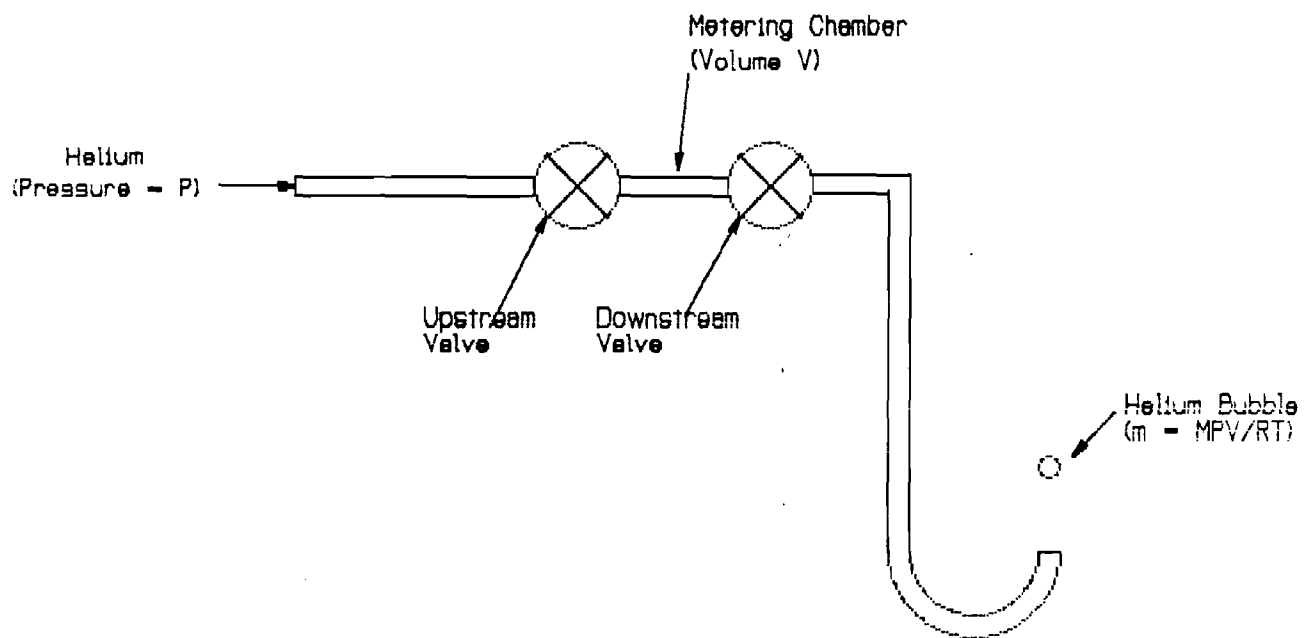 Metering Chamber
(Volume V)
Helium
(Pressure - P)
Upstream
Valve
Downstream
Valve
Helium Bubble
(m - MPV/RT)